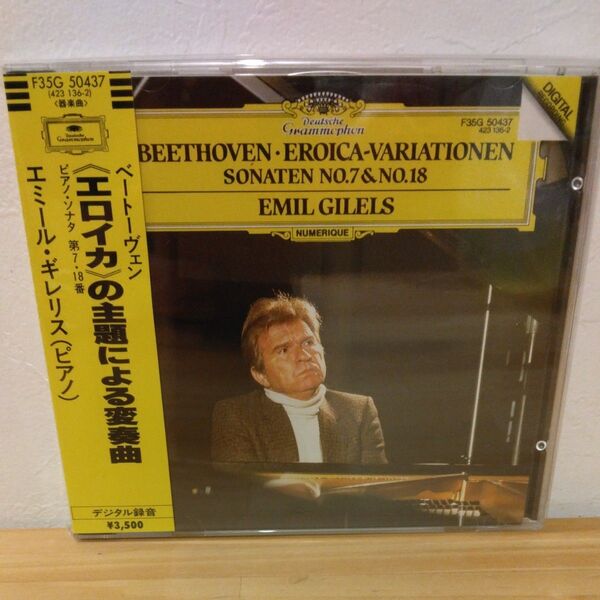 F35G 50437
(423 136-2)
〈器楽曲〉
Deutsche
Grammophon
ベートーヴェン
《エロイカ》の主題による変奏曲
ピアノ・ソナタ 第7・18番
エミール・ギレリス(ピアノ)
デジタル録音
¥3,500
Deutsche
Grammophon
F35G 50437
423 136-2
DIGITAL
BEETHOVEN · EROICA-VARIATIONEN
SONATEN NO.7 & NO.18
EMIL GILELS
NUMERIQUE